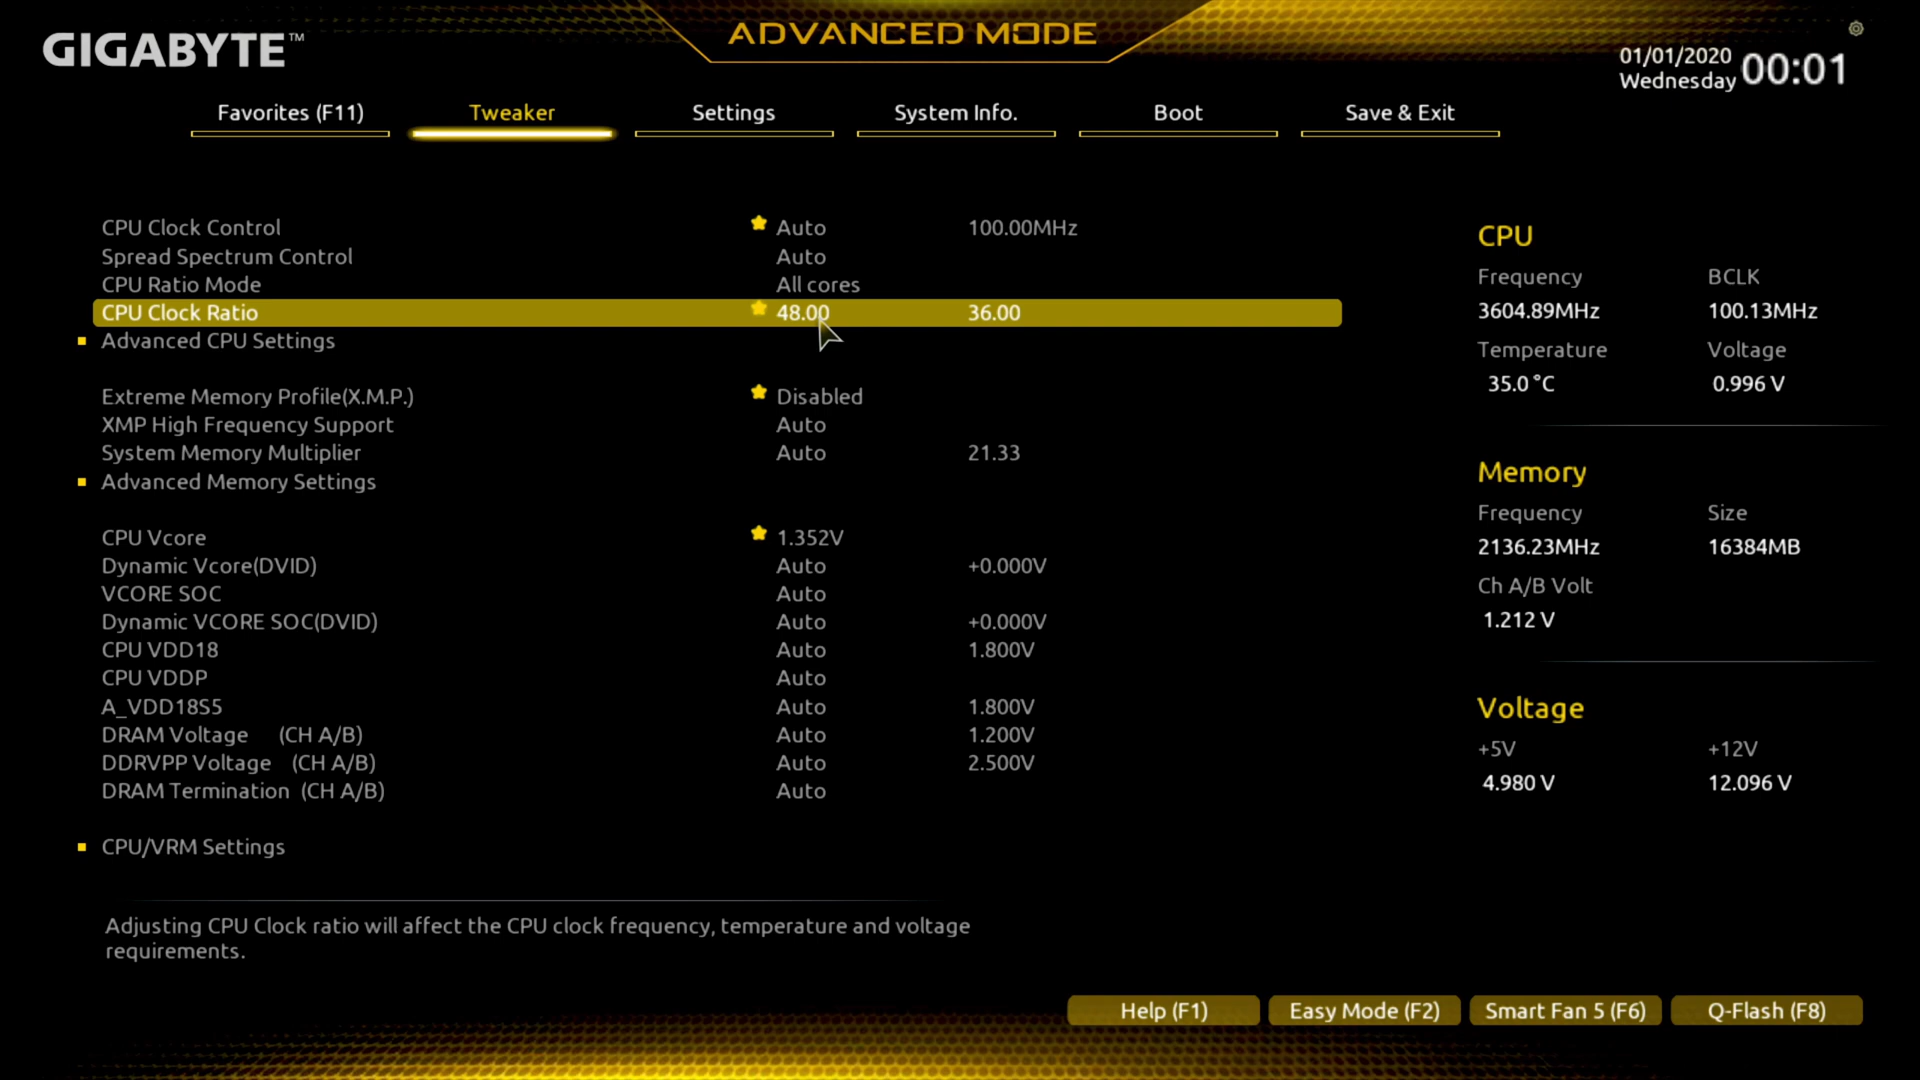 GIGABYTE™
ADVANCED MODE
01/01/2020
Wednesday
00:01
Favorites (F11) Tweaker Settings System Info. Boot Save & Exit
CPU Clock Control Auto 100.00MHz
Spread Spectrum Control Auto
CPU Ratio Mode All cores
CPU Clock Ratio 48.00 36.00
Advanced CPU Settings
Extreme Memory Profile(X.M.P.) Disabled
XMP High Frequency Support Auto
System Memory Multiplier Auto 21.33
Advanced Memory Settings
CPU Vcore 1.352V
Dynamic Vcore(DVID) Auto +0.000V
VCORE SOC Auto
Dynamic VCORE SOC(DVID) Auto +0.000V
CPU VDD18 Auto 1.800V
CPU VDDP Auto
A_VDD18S5 Auto 1.800V
DRAM Voltage (CH A/B) Auto 1.200V
DDRVPP Voltage (CH A/B) Auto 2.500V
DRAM Termination (CH A/B) Auto
CPU/VRM Settings
CPU
Frequency BCLK
3604.89MHz 100.13MHz
Temperature Voltage
35.0 °C 0.996 V
Memory
Frequency Size
2136.23MHz 16384MB
Ch A/B Volt
1.212 V
Voltage
+5V +12V
4.980 V 12.096 V
Adjusting CPU Clock ratio will affect the CPU clock frequency, temperature and voltage
requirements.
Help (F1) Easy Mode (F2) Smart Fan 5 (F6) Q-Flash (F8)